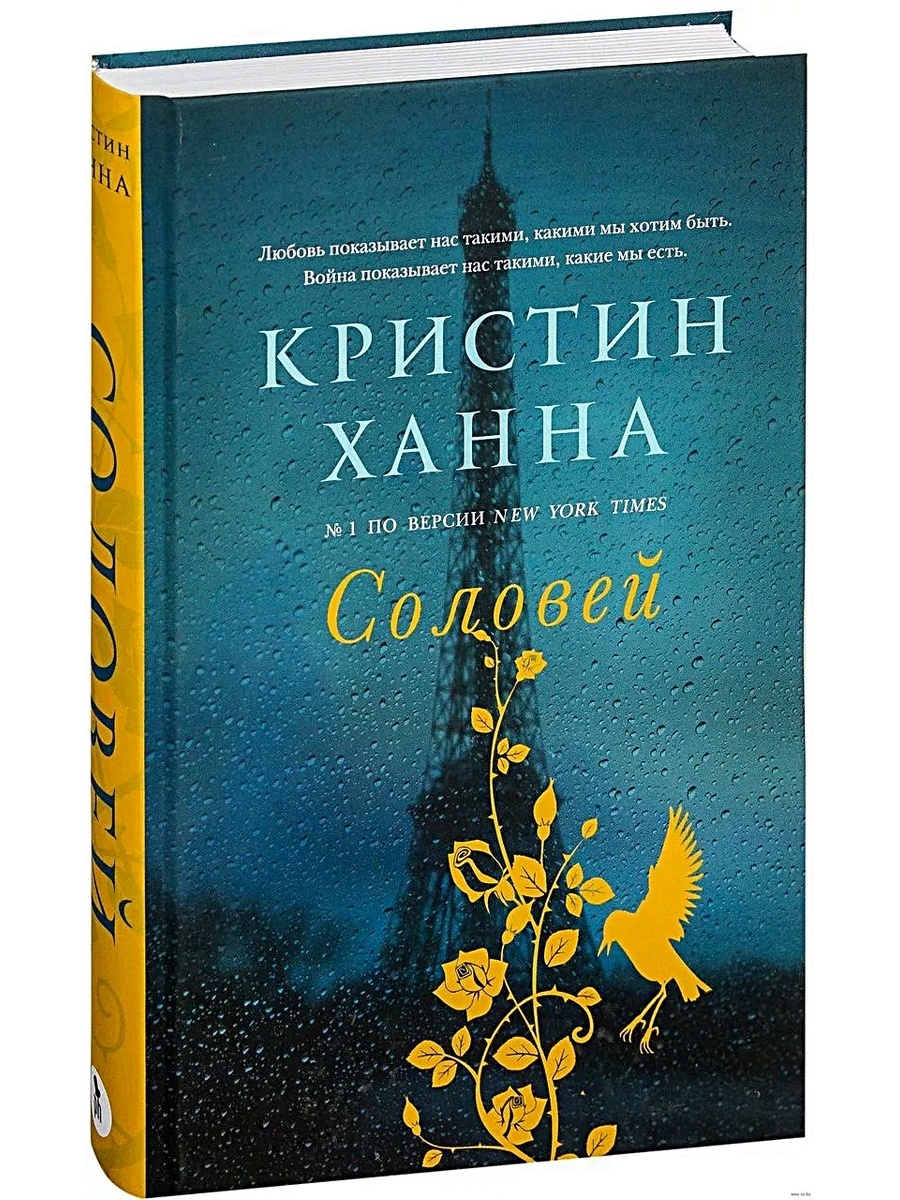 Любовь показывает нас такими, какими мы хотим быть.
Война показывает нас такими, какие мы есть.
КРИСТИН
ХАННА
№ 1 ПО ВЕРСИИ NEW YORK TIMES
Соловей
СОЛОВЕЙ